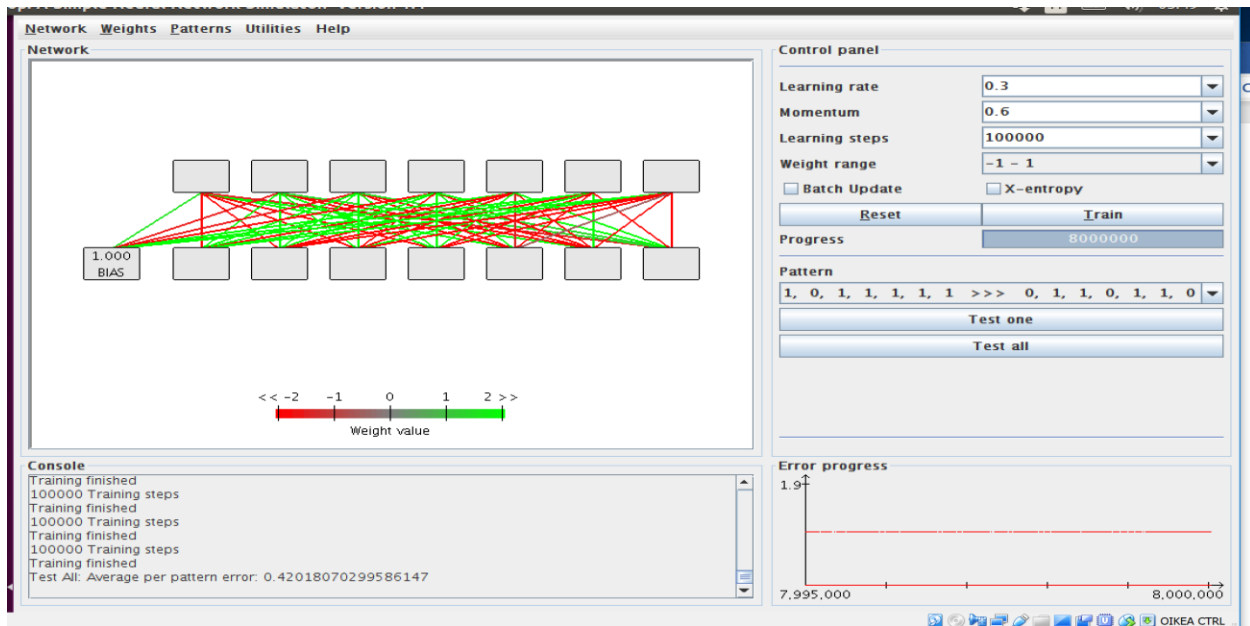 Network Weights Patterns Utilities Help
Network
1.000
BIAS
<< -2 -1 0 1 2 >>
Weight value
Console
Training finished
100000 Training steps
Training finished
100000 Training steps
Training finished
100000 Training steps
Training finished
Test All: Average per pattern error: 0.42018070299586147
Control panel
Learning rate 0.3
Momentum 0.6
Learning steps 100000
Weight range -1 - 1
Batch Update X-entropy
Reset Train
Progress 8000000
Pattern
1, 0, 1, 1, 1, 1, 1 >>> 0, 1, 1, 0, 1, 1, 0
Test one
Test all
Error progress
1.9
7,995,000 8,000,000
OIKEA CTRL